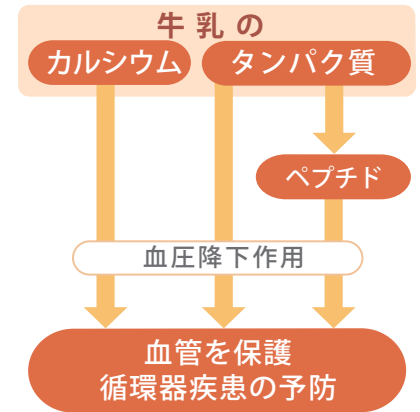 牛乳の
カルシウム
タンパク質
ペプチド
血圧降下作用
血管を保護
循環器疾患の予防